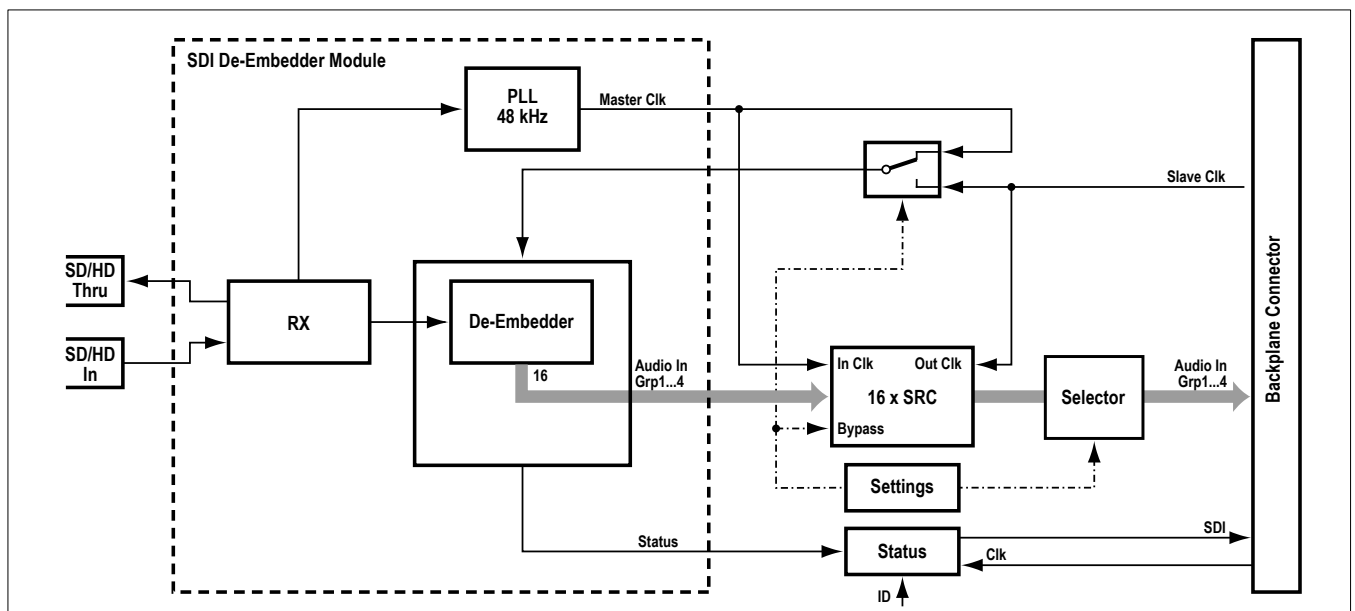 SDI De-Embedder Module
PLL
48 kHz
Master Clk
Slave Clk
SD/HD
Thru
SD/HD
In
RX
De-Embedder
16
Audio In
Grp1...4
In Clk
Out Clk
16 x SRC
Bypass
Selector
Audio In
Grp1...4
Backplane Connector
Settings
Status
Status
SDI
Clk
ID